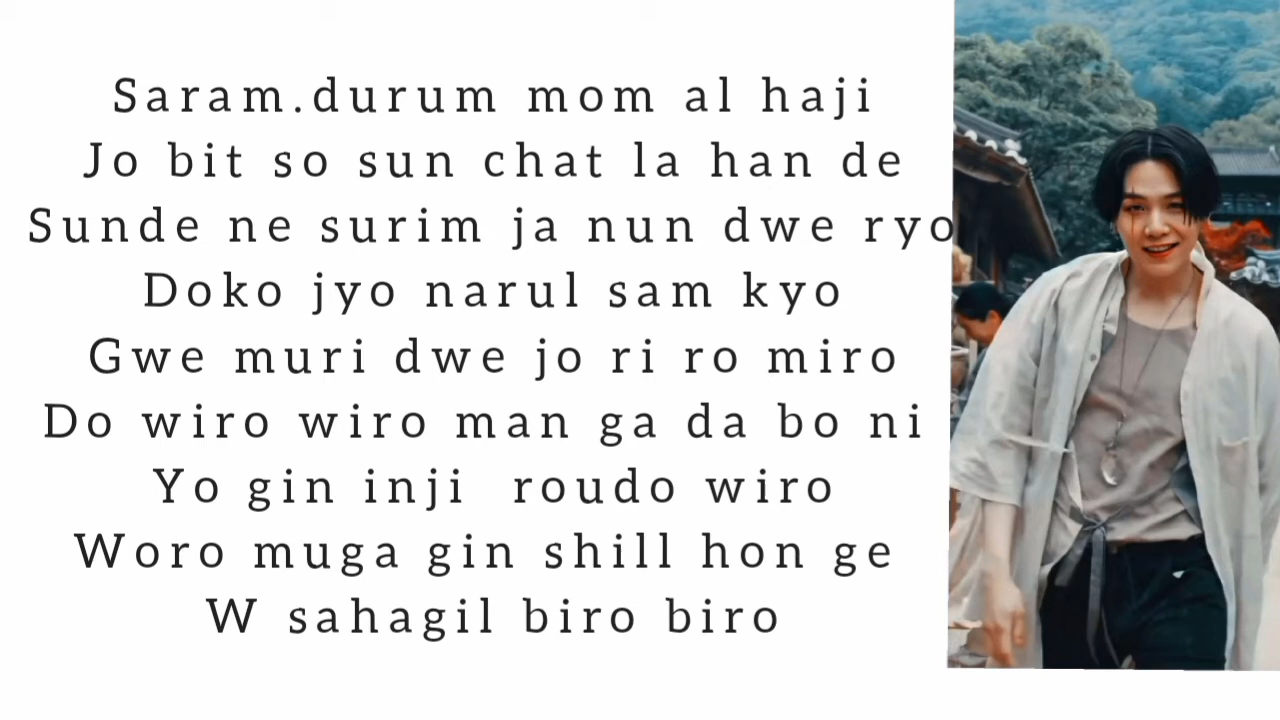 Saram.durum mom al haji
Jo bit so sun chat la han de
Sunde ne surim ja nun dwe ryo
Doko jyo narul sam kyo
Gwe muri dwe jo ri ro miro
Do wiro wiro man ga da bo ni
Yo gin inji roudo wiro
Woro muga gin shill hon ge
W sahagil biro biro